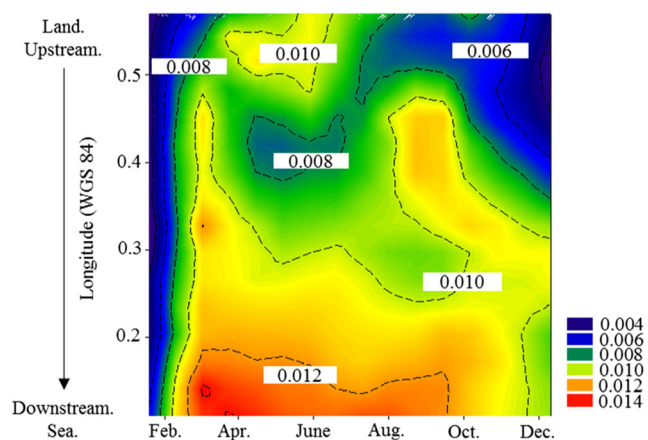 Land.
Upstream.
Longitude (WGS 84)
Downstream.
Sea.
0.5
0.4
0.3
0.2
0.008
0.010
0.006
0.008
0.010
0.012
Feb.
Apr.
June
Aug.
Oct.
Dec.
0.004
0.006
0.008
0.010
0.012
0.014